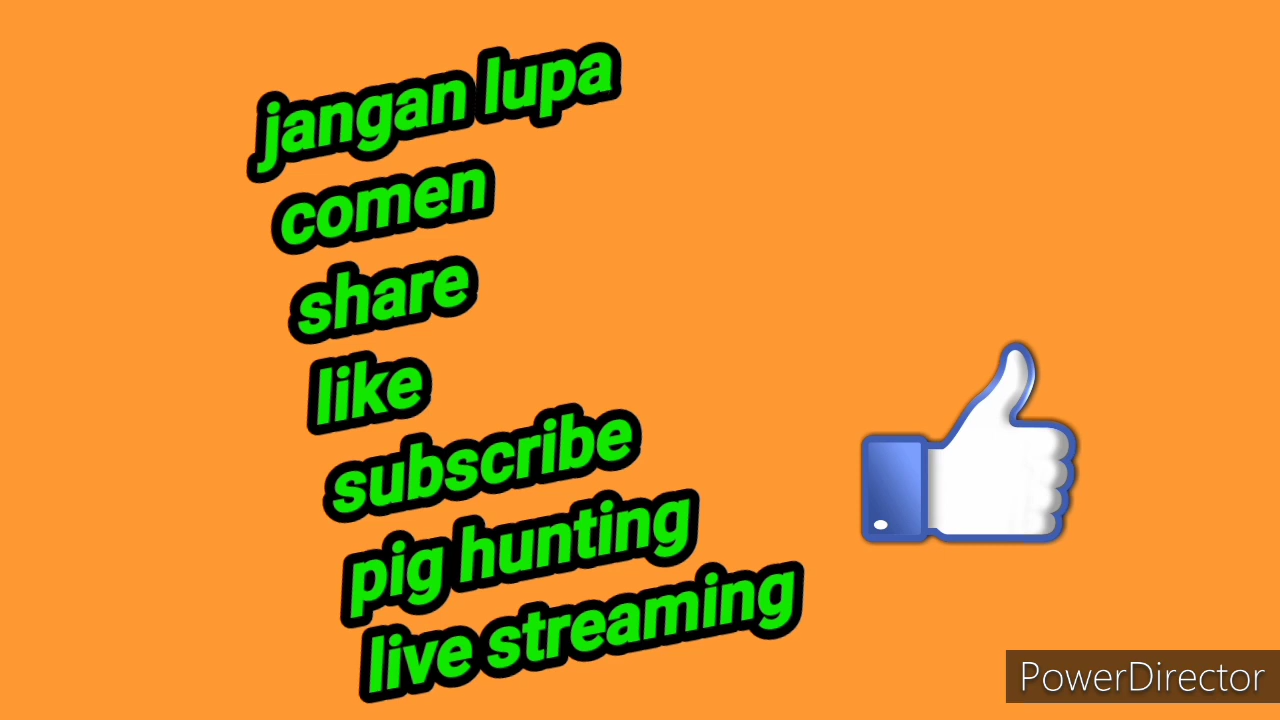 jangan lupa
comen
share
like
subscribe
pig hunting
live streaming
PowerDirector